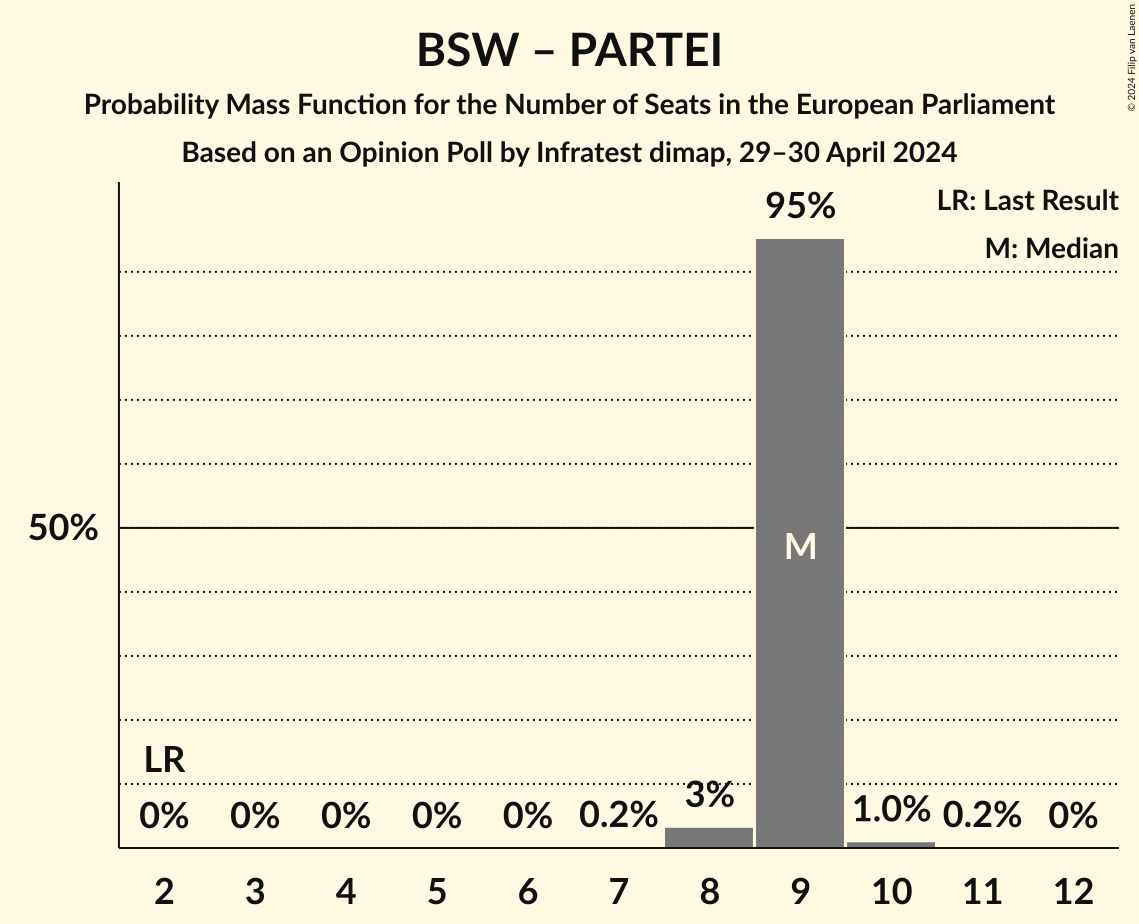 BSW – PARTEI
Probability Mass Function for the Number of Seats in the European Parliament
Based on an Opinion Poll by Infratest dimap, 29–30 April 2024
© 2024 Filip van Laenen
LR: Last Result
M: Median
95%
50%
M
LR
0% 0% 0% 0% 0% 0.2% 3% 1.0% 0.2% 0%
2 3 4 5 6 7 8 9 10 11 12